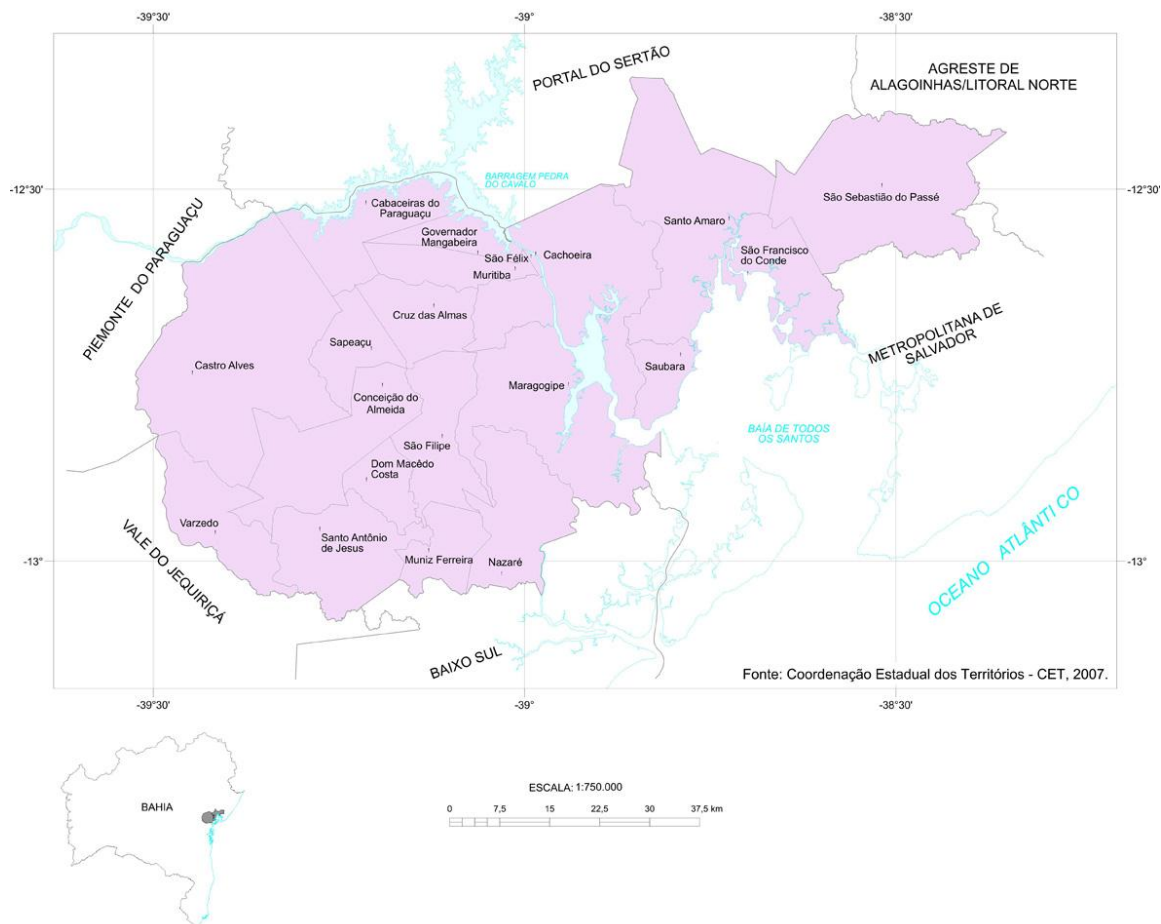 -39°30'
-39°
-38°30'
PORTAL DO SERTÃO
AGRESTE DE
ALAGOINHAS/LITORAL NORTE
-12°30'
-12°30'
BARRAGEM PEDRA
DO CAVALO
PIEMONTE DO PARAGUAÇU
Cabaceiras do
Paraguaçu
Governador
Mangabeira
São Félix
Muritiba
Cachoeira
Santo Amaro
São Francisco
do Conde
São Sebastião do Passé
Cruz das Almas
Sapeaçu
Castro Alves
Conceição do
Almeida
Maragogipe
Saubara
METROPOLITANA DE
SALVADOR
BAÍA DE TODOS
OS SANTOS
São Filipe
Dom Macêdo
Costa
Varzedo
Santo Antônio
de Jesus
Muniz Ferreira
Nazaré
VALE DO JEQUIRIÇÁ
OCEANO ATLÂNTI CO
-13°
-13°
BAIXO SUL
Fonte: Coordenação Estadual dos Territórios - CET, 2007.
-39°30'
-39°
-38°30'
BAHIA
ESCALA: 1:750.000
0 7,5 15 22,5 30 37,5 km